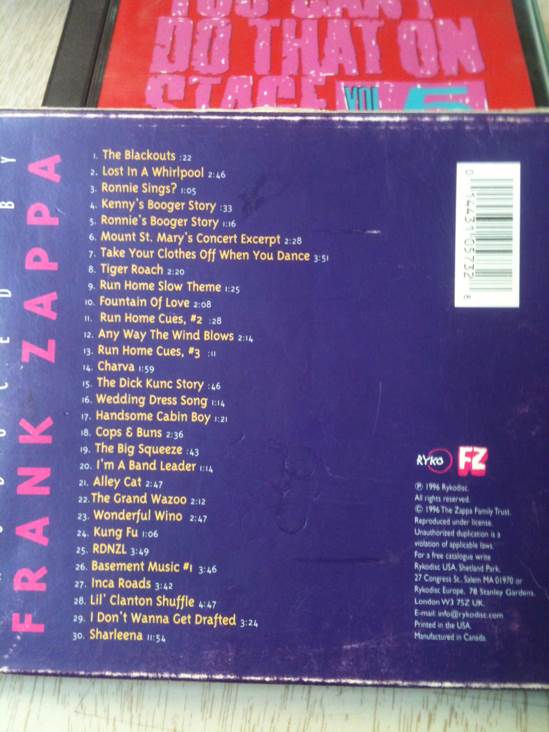 YOU CAN'T
DO THAT ON
STAGE
VOL 5
PRODUCED BY
FRANK ZAPPA
1. The Blackouts :22
2. Lost In A Whirlpool 2:46
3. Ronnie Sings? 1:05
4. Kenny's Booger Story :33
5. Ronnie's Booger Story 1:16
6. Mount St. Mary's Concert Excerpt 2:28
7. Take Your Clothes Off When You Dance 3:51
8. Tiger Roach 2:20
9. Run Home Slow Theme 1:25
10. Fountain Of Love 2:08
11. Run Home Cues, #2 :28
12. Any Way The Wind Blows 2:14
13. Run Home Cues, #3 :11
14. Charva 1:59
15. The Dick Kunc Story :46
16. Wedding Dress Song 1:14
17. Handsome Cabin Boy 1:21
18. Cops & Buns 2:36
19. The Big Squeeze :43
20. I'm A Band Leader 1:14
21. Alley Cat 2:47
22. The Grand Wazoo 2:12
23. Wonderful Wino 2:47
24. Kung Fu 1:06
25. RDNZL 3:49
26. Basement Music #1 3:46
27. Inca Roads 3:42
28. Lil' Clanton Shuffle 4:47
29. I Don't Wanna Get Drafted 3:24
30. Sharleena 11:54
0 14431 05732 8
RYKO FZ
℗ 1996 Rykodisc.
All rights reserved.
© 1996 The Zappa Family Trust.
Reproduced under license.
Unauthorized duplication is a
violation of applicable laws.
For a free catalogue write
Rykodisc USA, Shetland Park,
27 Congress St., Salem MA 01970 or
Rykodisc Europe, 78 Stanley Gardens,
London W3 7SZ UK.
E-mail: info@rykodisc.com
Printed in the USA.
Manufactured in Canada.